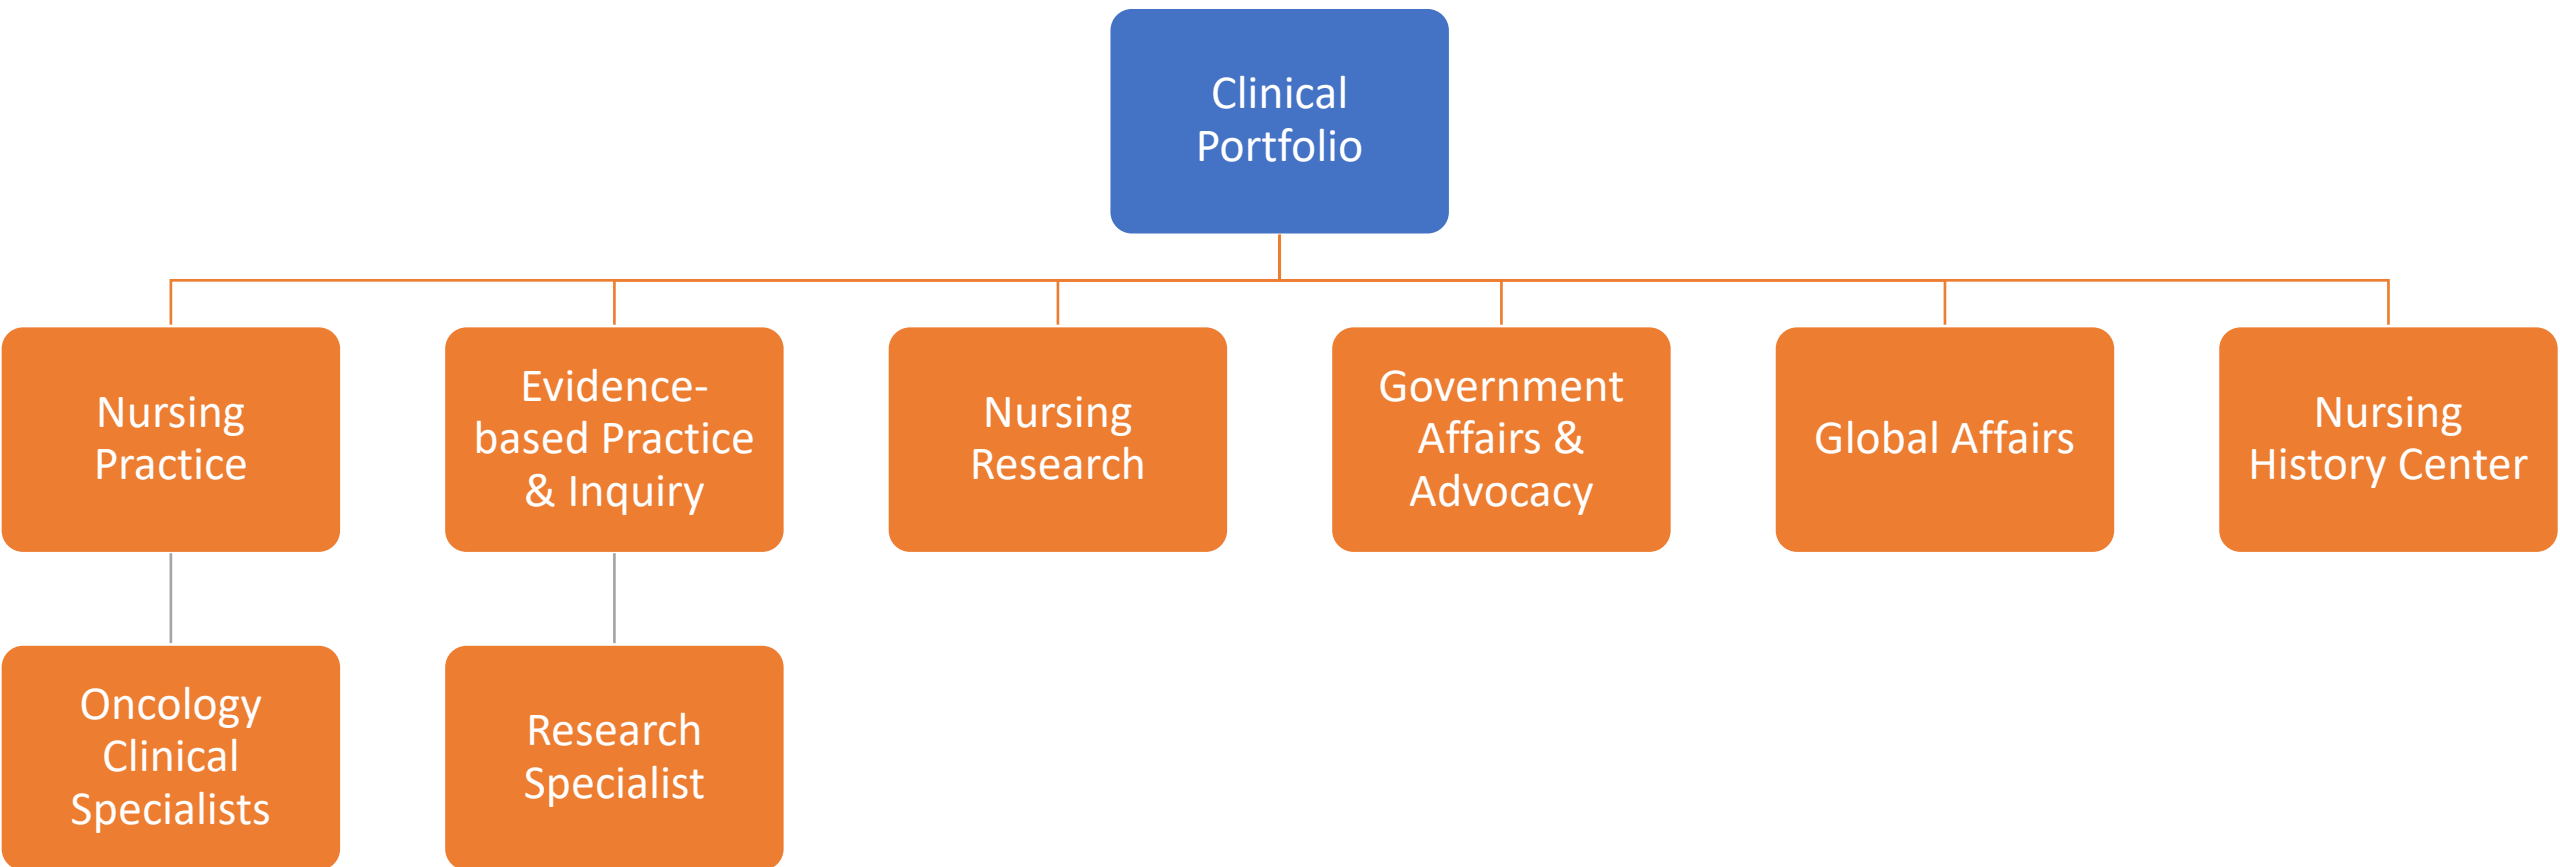 Clinical
Portfolio
Nursing
Practice
Evidence-
based Practice
& Inquiry
Nursing
Research
Government
Affairs &
Advocacy
Global Affairs
Nursing
History Center
Oncology
Clinical
Specialists
Research
Specialist